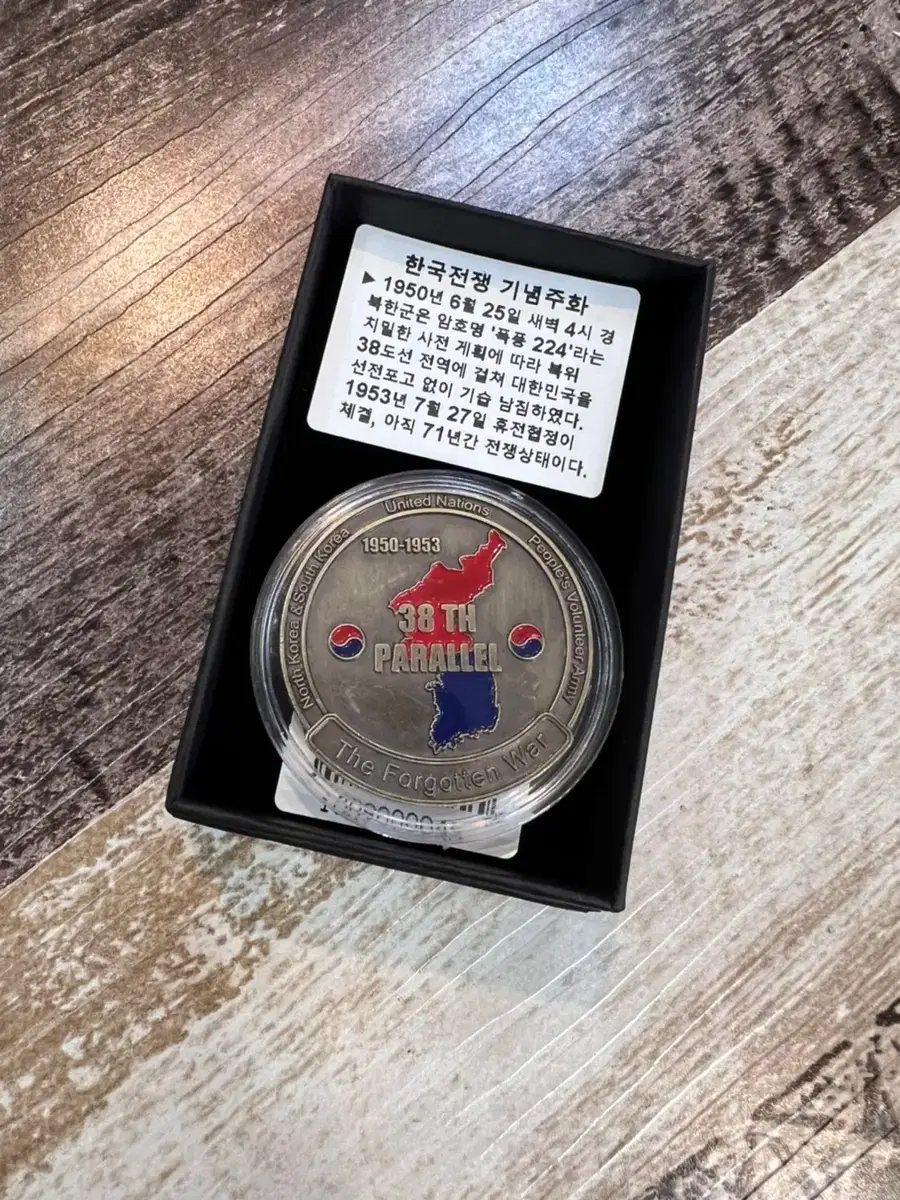 한국전쟁 기념주화
▶ 1950년 6월 25일 새벽 4시 경
북한군은 암호명 '폭풍 224'라는
치밀한 사전 계획에 따라 북위
38도선 전역에 걸쳐 대한민국을
선전포고 없이 기습 남침하였다.
1953년 7월 27일 휴전협정이
체결, 아직 71년간 전쟁상태이다.
United Nations
North Korea & South Korea
People's Volunteer Army
1950-1953
38 TH
PARALLEL
The Forgotten War